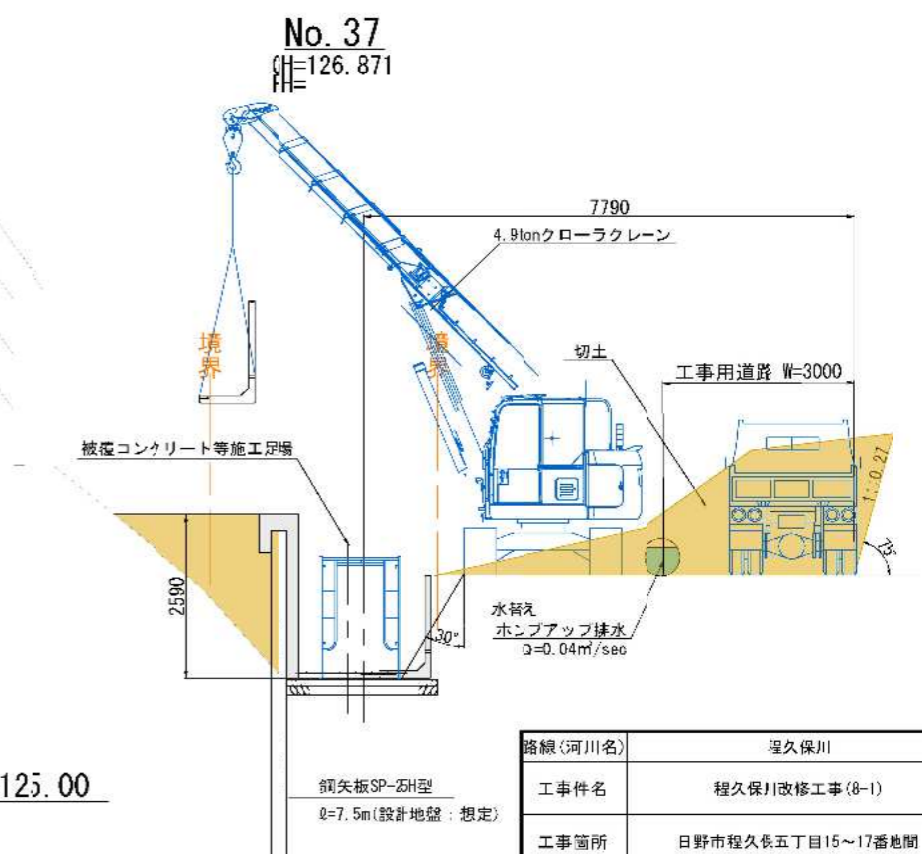 No. 37
GH=126.871
FH=
7790
4.9tonクローラクレーン
境界
境界
切土
工事用道路 W=3000
被覆コンクリート等施工足場
1:0.27
75°
2590
水替え
ポンプアップ排水
Q=0.04㎥/sec
30°
125.00
鋼矢板SP-25H型
ℓ=7.5m(設計地盤：想定)
路線(河川名)
程久保川
工事件名
程久保川改修工事(8-1)
工事箇所
日野市程久保五丁目15～17番地間